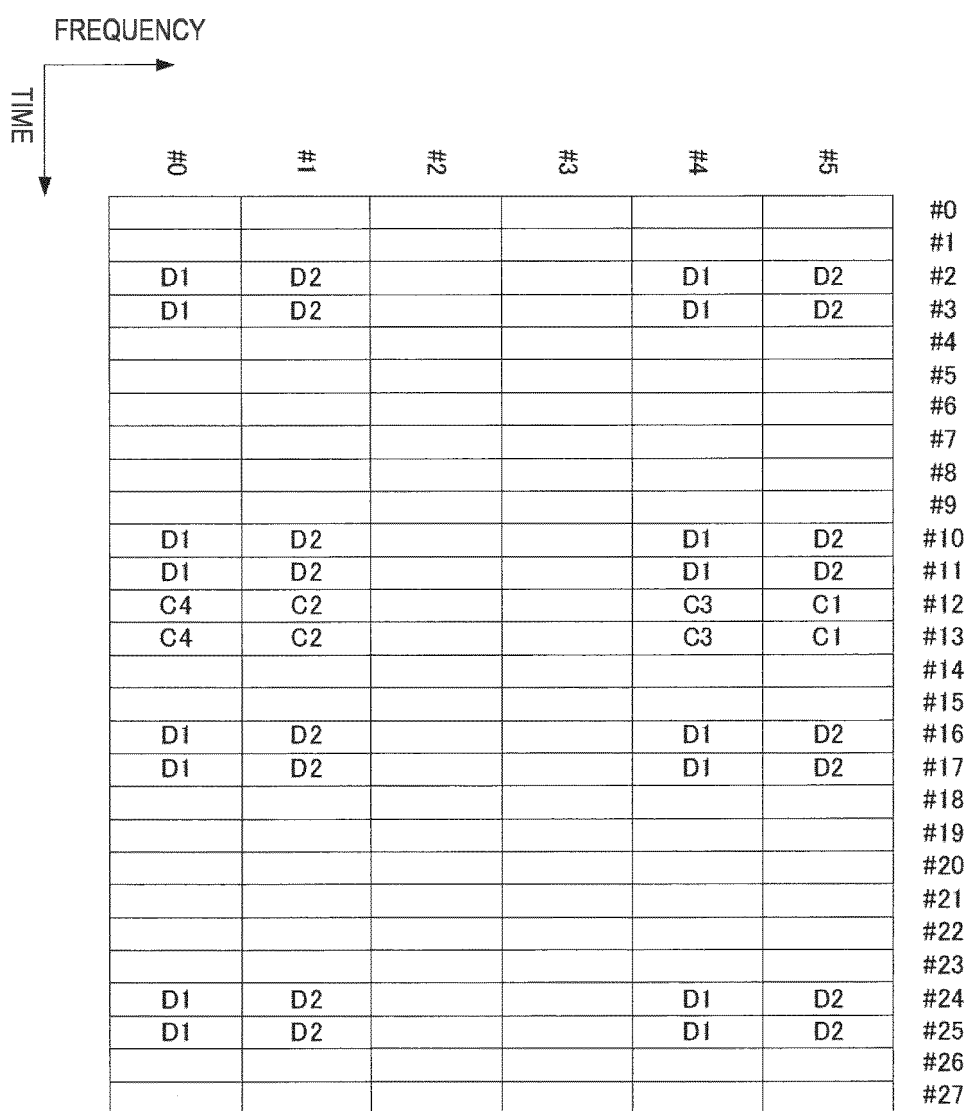 FREQUENCY
TIME
#0 #1 #2 #3 #4 #5
#0
#1
D1 D2 D1 D2 #2
D1 D2 D1 D2 #3
#4
#5
#6
#7
#8
#9
D1 D2 D1 D2 #10
D1 D2 D1 D2 #11
C4 C2 C3 C1 #12
C4 C2 C3 C1 #13
#14
#15
D1 D2 D1 D2 #16
D1 D2 D1 D2 #17
#18
#19
#20
#21
#22
#23
D1 D2 D1 D2 #24
D1 D2 D1 D2 #25
#26
#27